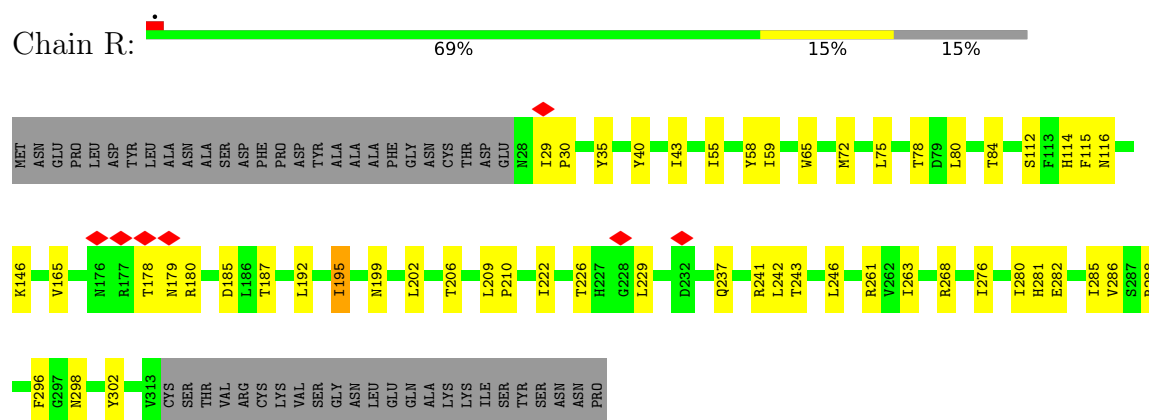 Chain R:
69% 15% 15%
MET ASN GLU PRO LEU ASP TYR LEU ALA ASN ALA SER ASP PHE PRO ASP TYR ALA ALA ALA PHE GLY ASN CYS THR ASP GLU N28 I29 P30 Y35 Y40 I43 I55 Y58 I59 W65 M72 L75 T78 D79 L80 T84 S112 F113 H114 F115 N116
K146 V165 N176 R177 T178 N179 R180 D185 L186 T187 L192 I195 N199 L202 T206 L209 P210 I222 T226 H227 G228 L229 D232 Q237 R241 L242 T243 L246 R261 V262 I263 R268 I276 I280 H281 E282 I285 V286 S287
F296 G297 N298 Y302 V313 CYS SER THR VAL ARG CYS LYS VAL SER GLY ASN LEU GLU GLN ALA LYS LYS ILE SER TYR SER ASN ASN PRO